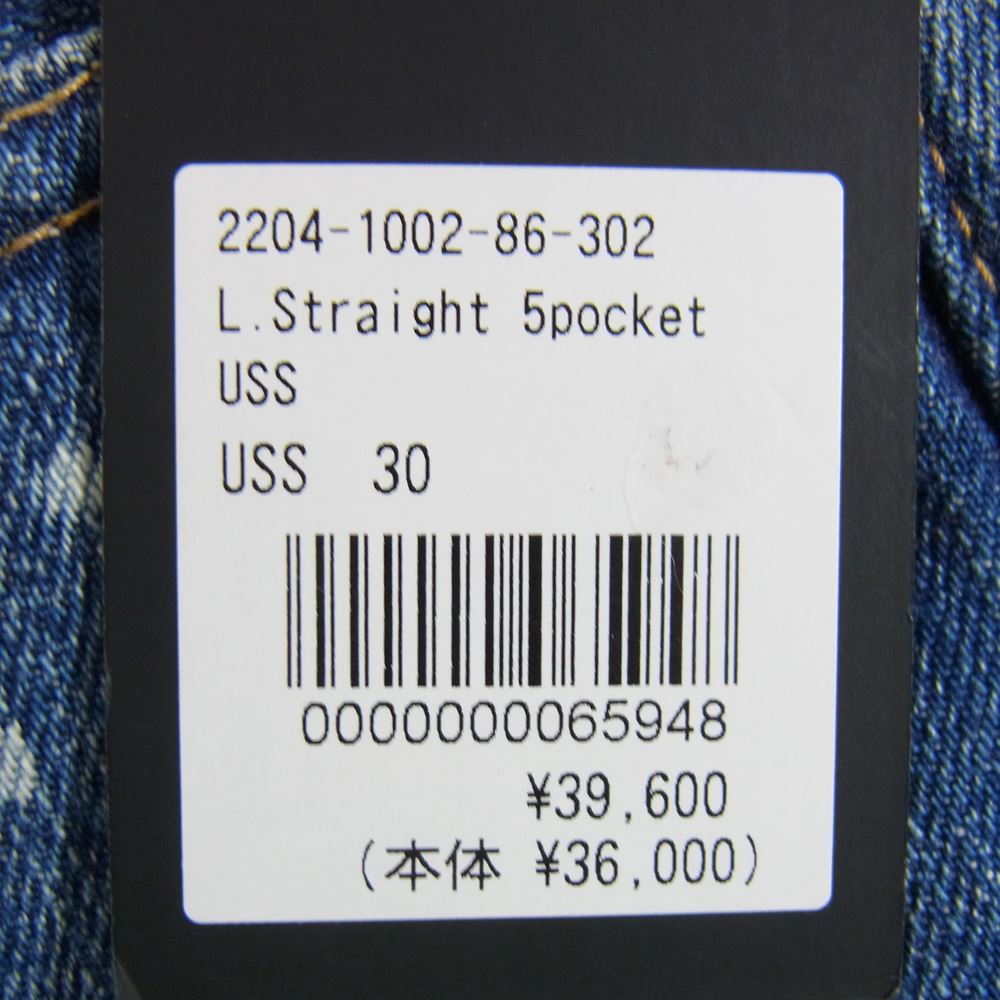 2204-1002-86-302
L.Straight 5pocket
USS
USS 30
0000000065948
¥39,600
(本体 ¥36,000)